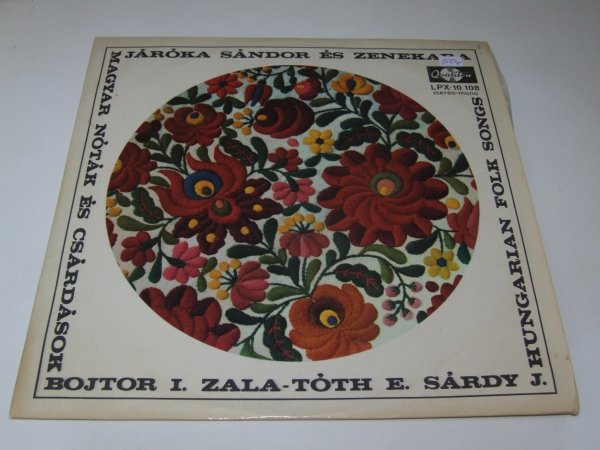 JÁRÓKA SÁNDOR ÉS ZENEKARA
Qualiton
LPX·10 108
stereo-mono
HUNGARIAN FOLK SONGS
BOJTOR I. ZALA-TÓTH E. SÁRDY J.
MAGYAR NÓTÁK ÉS CSÁRDÁSOK